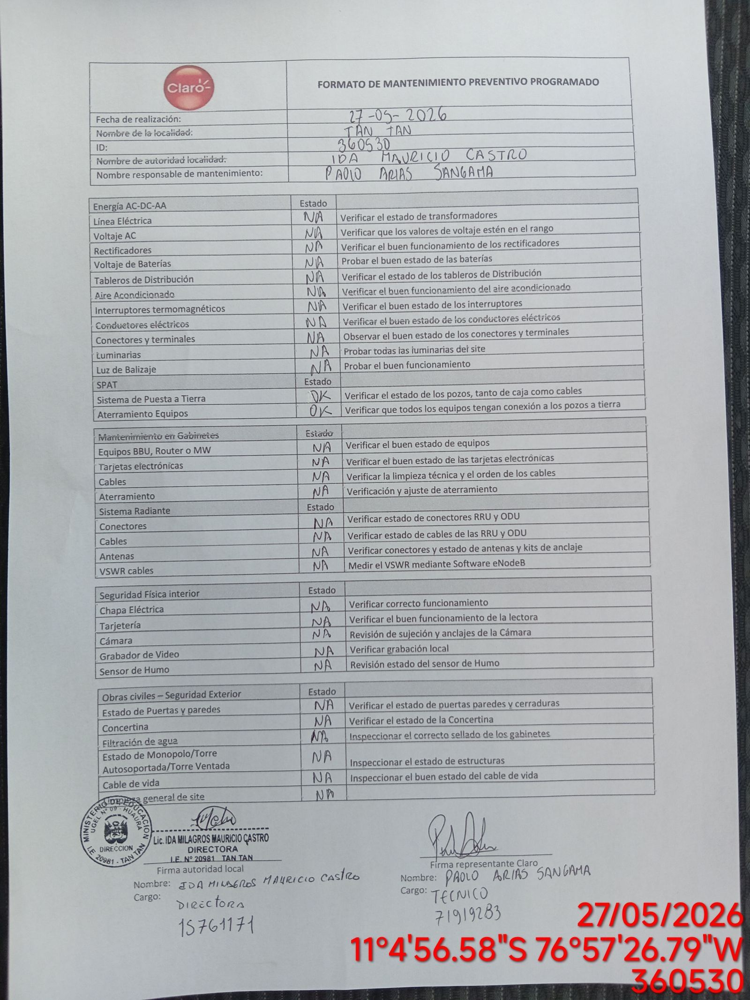 Claro
FORMATO DE MANTENIMIENTO PREVENTIVO PROGRAMADO
Fecha de realización: 27-05-2026
Nombre de la localidad: TAN TAN
ID: 360530
Nombre de autoridad localidad: IDA MAURICIO CASTRO
Nombre responsable de mantenimiento: PAOLO ARIAS SANGAMA
Energía AC-DC-AA Estado
Línea Eléctrica NA Verificar el estado de transformadores
Voltaje AC NA Verificar que los valores de voltaje estén en el rango
Rectificadores NA Verificar el buen funcionamiento de los rectificadores
Voltaje de Baterías NA Probar el buen estado de las baterías
Tableros de Distribución NA Verificar el estado de los tableros de Distribución
Aire Acondicionado NA Verificar el buen funcionamiento del aire acondicionado
Interruptores termomagnéticos NA Verificar el buen estado de los interruptores
Conductores eléctricos NA Verificar el buen estado de los conductores eléctricos
Conectores y terminales NA Observar el buen estado de los conectores y terminales
Luminarias NA Probar todas las luminarias del site
Luz de Balizaje NA Probar el buen funcionamiento
SPAT Estado
Sistema de Puesta a Tierra OK Verificar el estado de los pozos, tanto de caja como cables
Aterramiento Equipos OK Verificar que todos los equipos tengan conexión a los pozos a tierra
Mantenimiento en Gabinetes Estado
Equipos BBU, Router o MW NA Verificar el buen estado de equipos
Tarjetas electrónicas NA Verificar el buen estado de las tarjetas electrónicas
Cables NA Verificar la limpieza técnica y el orden de los cables
Aterramiento NA Verificación y ajuste de aterramiento
Sistema Radiante Estado
Conectores NA Verificar estado de conectores RRU y ODU
Cables NA Verificar estado de cables de las RRU y ODU
Antenas NA Verificar conectores y estado de antenas y kits de anclaje
VSWR cables NA Medir el VSWR mediante Software eNodeB
Seguridad Física interior Estado
Chapa Eléctrica NA Verificar correcto funcionamiento
Tarjetería NA Verificar el buen funcionamiento de la lectora
Cámara NA Revisión de sujeción y anclajes de la Cámara
Grabador de Video NA Verificar grabación local
Sensor de Humo NA Revisión estado del sensor de Humo
Obras civiles – Seguridad Exterior Estado
Estado de Puertas y paredes NA Verificar el estado de puertas paredes y cerraduras
Concertina NA Verificar el estado de la Concertina
Filtración de agua NA Inspeccionar el correcto sellado de los gabinetes
Estado de Monopolo/Torre
Autosoportada/Torre Ventada NA Inspeccionar el estado de estructuras
Cable de vida NA Inspeccionar el buen estado del cable de vida
Limpieza general de site NA
MINISTERIO DE EDUCACION
UGEL Nº 09 - HUAURA
DIRECCION
I.E. 20981 - TAN TAN
Lic. IDA MILAGROS MAURICIO CASTRO
DIRECTORA
I.E. Nº 20981 TAN TAN
Firma autoridad local
Nombre: IDA MILAGROS MAURICIO CASTRO
Cargo: DIRECTORA
15761171
Firma representante Claro
Nombre: PAOLO ARIAS SANGAMA
Cargo: TECNICO
71919283
27/05/2026
11°4'56.58"S 76°57'26.79"W
360530